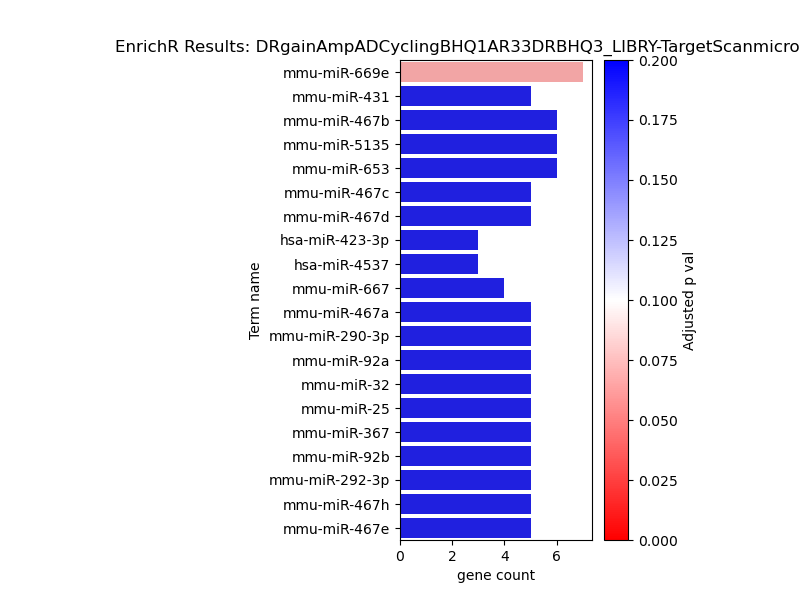 EnrichR Results: DRgainAmpADCyclingBHQ1AR33DRBHQ3_LIBRY-TargetScanmicro
mmu-miR-669e
mmu-miR-431
mmu-miR-467b
mmu-miR-5135
mmu-miR-653
mmu-miR-467c
mmu-miR-467d
hsa-miR-423-3p
hsa-miR-4537
mmu-miR-667
mmu-miR-467a
mmu-miR-290-3p
mmu-miR-92a
mmu-miR-32
mmu-miR-25
mmu-miR-367
mmu-miR-92b
mmu-miR-292-3p
mmu-miR-467h
mmu-miR-467e
Term name
0 2 4 6
gene count
0.200
0.175
0.150
0.125
0.100
0.075
0.050
0.025
0.000
Adjusted p val